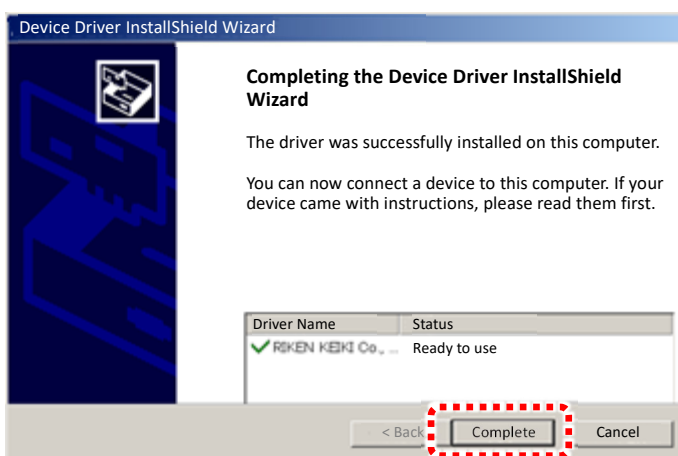 Device Driver InstallShield Wizard
Completing the Device Driver InstallShield
Wizard
The driver was successfully installed on this computer.
You can now connect a device to this computer. If your
device came with instructions, please read them first.
Driver Name Status
RIKEN KEIKI Co., ... Ready to use
< Back Complete Cancel